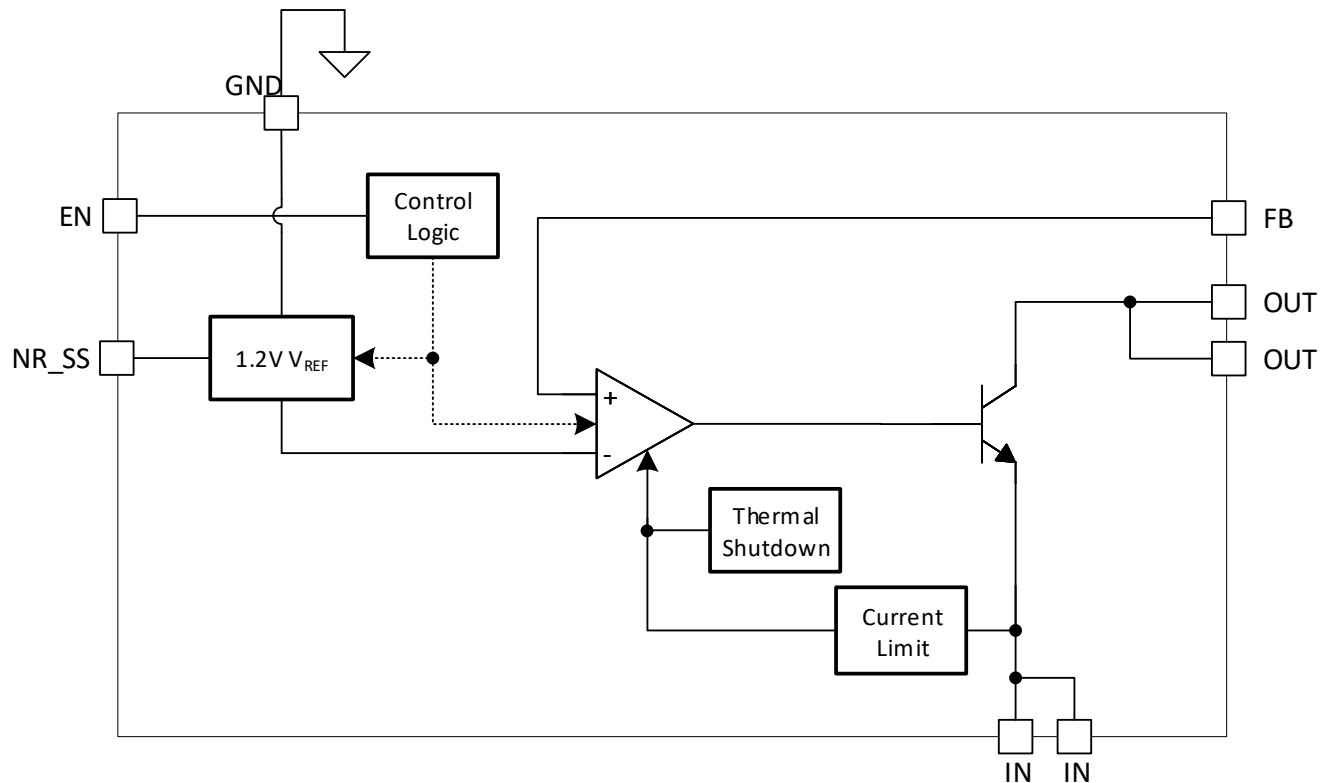 GND
EN
Control
Logic
FB
OUT
NR_SS
1.2V VREF
OUT
+
-
Thermal
Shutdown
Current
Limit
IN
IN